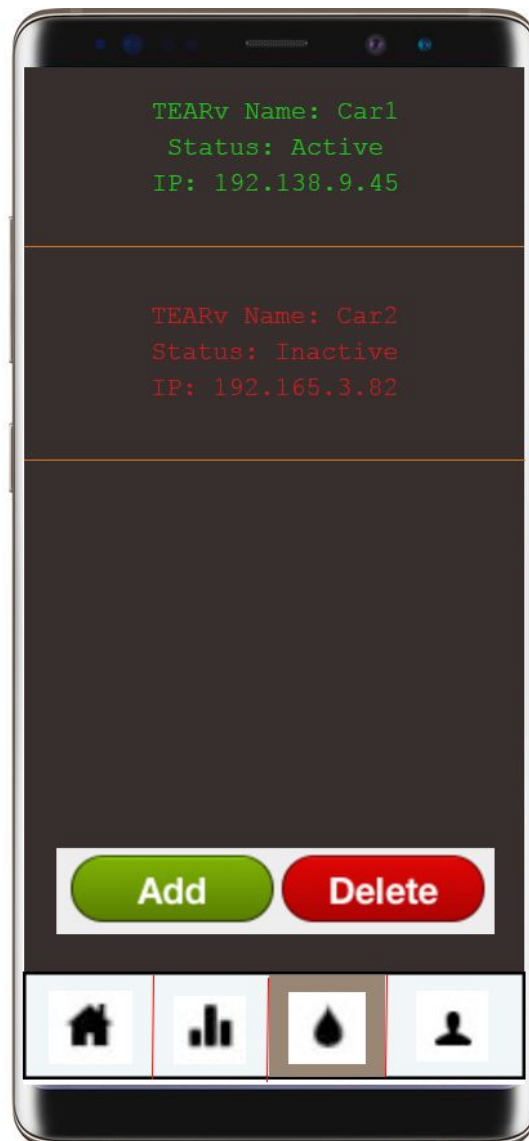 TEARv Name: Car1
Status: Active
IP: 192.138.9.45
TEARv Name: Car2
Status: Inactive
IP: 192.165.3.82
Add Delete